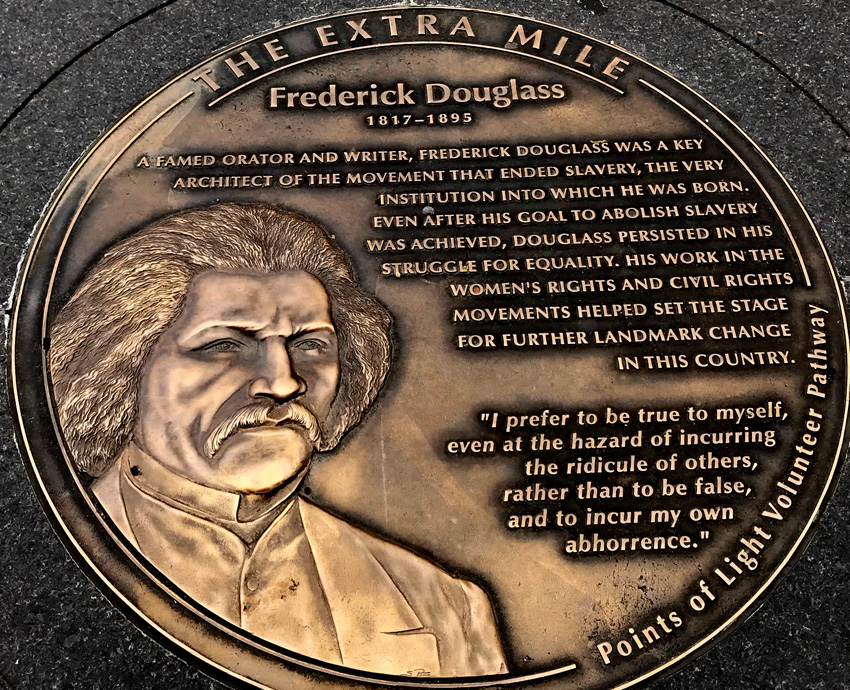 THE EXTRA MILE
Frederick Douglass
1817–1895
A FAMED ORATOR AND WRITER, FREDERICK DOUGLASS WAS A KEY
ARCHITECT OF THE MOVEMENT THAT ENDED SLAVERY, THE VERY
INSTITUTION INTO WHICH HE WAS BORN.
EVEN AFTER HIS GOAL TO ABOLISH SLAVERY
WAS ACHIEVED, DOUGLASS PERSISTED IN HIS
STRUGGLE FOR EQUALITY. HIS WORK IN THE
WOMEN'S RIGHTS AND CIVIL RIGHTS
MOVEMENTS HELPED SET THE STAGE
FOR FURTHER LANDMARK CHANGE
IN THIS COUNTRY.
"I prefer to be true to myself,
even at the hazard of incurring
the ridicule of others,
rather than to be false,
and to incur my own
abhorrence."
Points of Light Volunteer Pathway